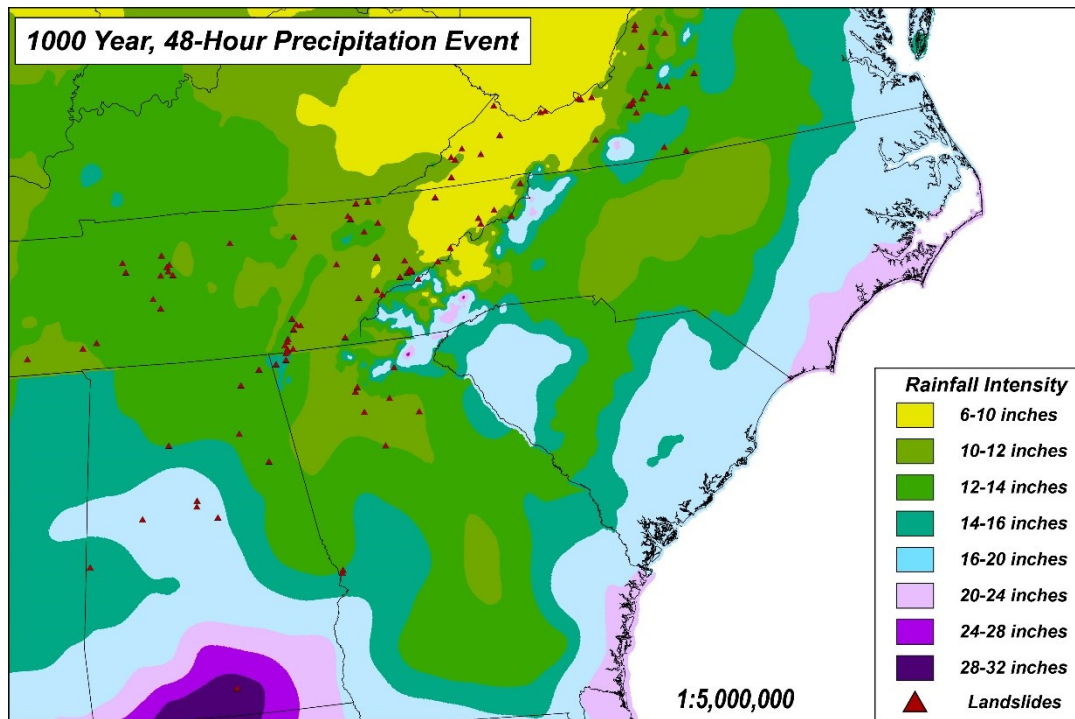 1000 Year, 48-Hour Precipitation Event
Rainfall Intensity
6-10 inches
10-12 inches
12-14 inches
14-16 inches
16-20 inches
20-24 inches
24-28 inches
28-32 inches
Landslides
1:5,000,000